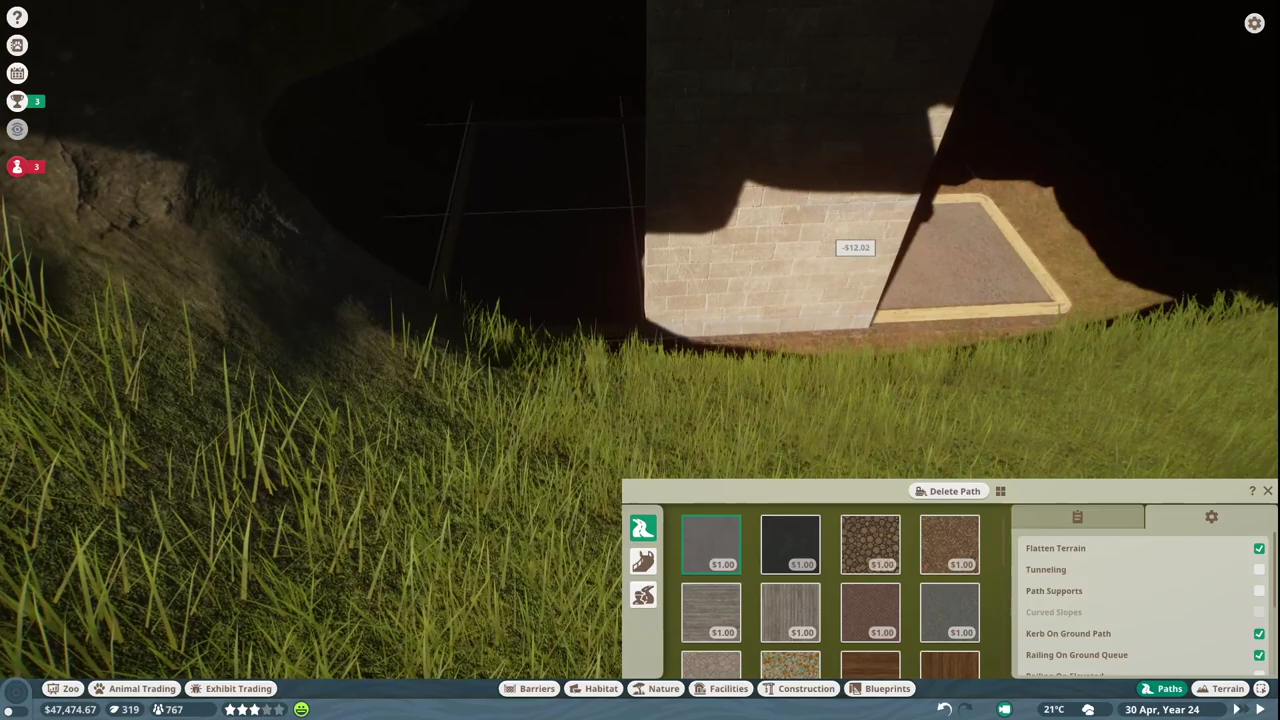 3
3
-$12.02
Delete Path
?
$1.00
$1.00
$1.00
$1.00
$1.00
$1.00
$1.00
$1.00
Flatten Terrain
Tunneling
Path Supports
Curved Slopes
Kerb On Ground Path
Railing On Ground Queue
Zoo
Animal Trading
Exhibit Trading
Barriers
Habitat
Nature
Facilities
Construction
Blueprints
Paths
Terrain
$47,474.67
319
767
21°C
30 Apr, Year 24